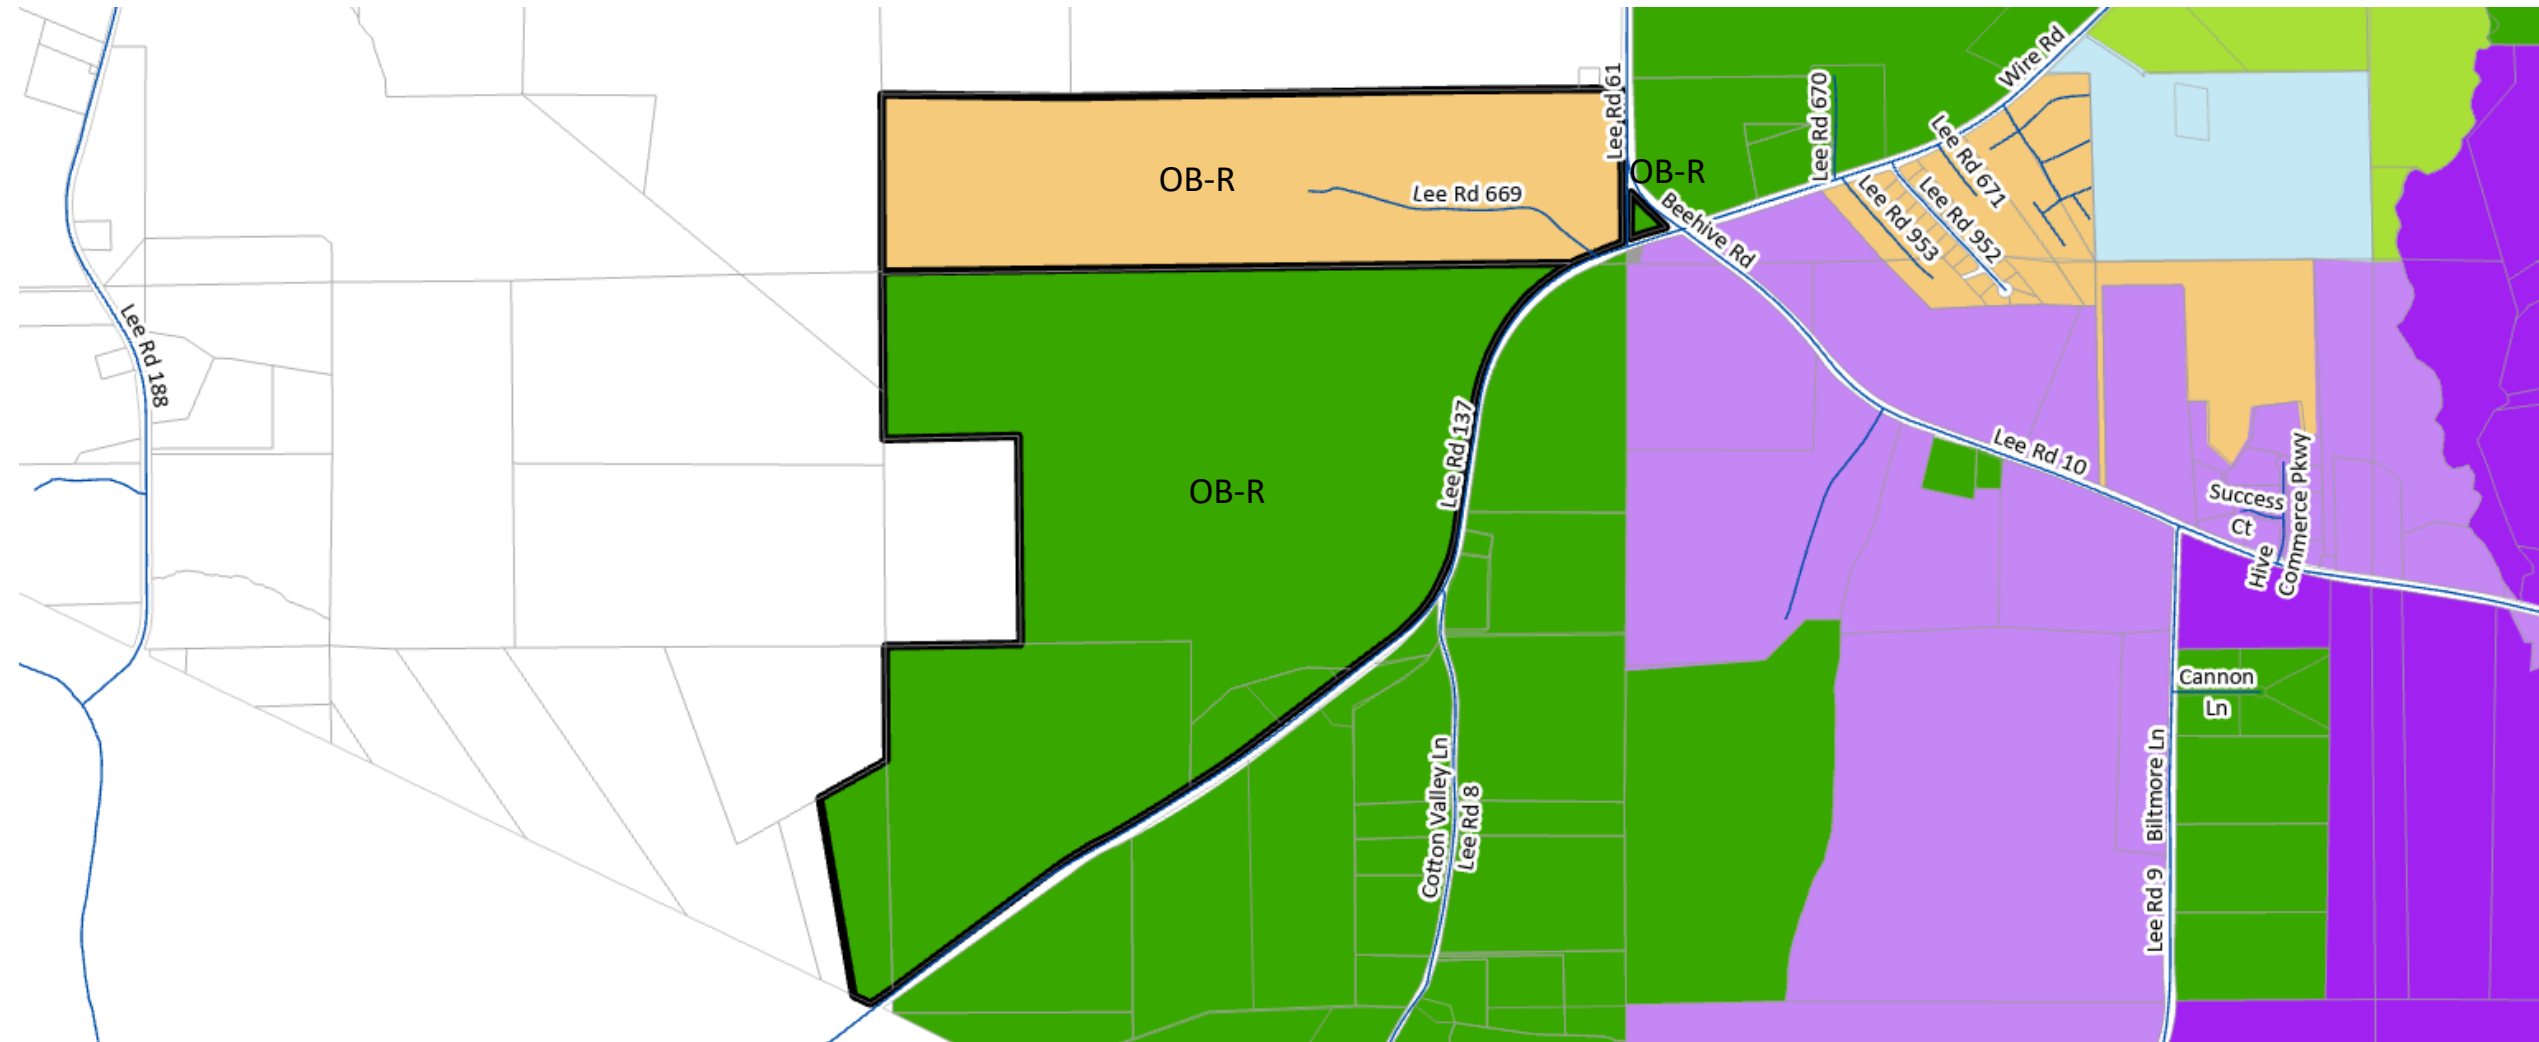 Wire Rd
Lee Rd 61
Lee Rd 670
OB-R
OB-R
Lee Rd 669
Beehive Rd
Lee Rd 671
Lee Rd 952
Lee Rd 953
Lee Rd 188
Lee Rd 137
OB-R
Lee Rd 10
Success
Ct
Hive
Commerce Pkwy
Cannon
Ln
Cotton Valley Ln
Lee Rd 8
Biltmore Ln
Lee Rd 9